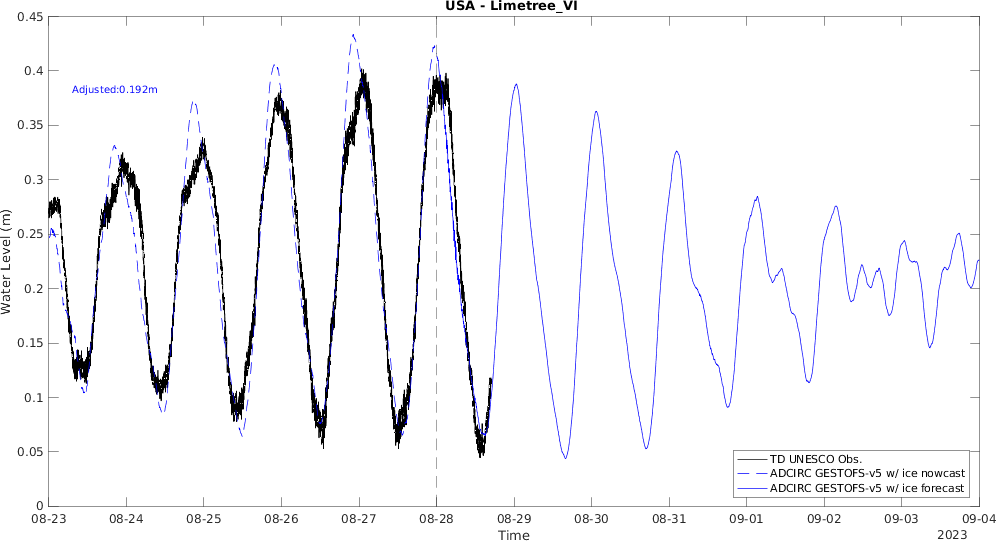 USA - Limetree_VI
Adjusted:0.192m
Water Level (m)
0.45
0.4
0.35
0.3
0.25
0.2
0.15
0.1
0.05
0
TD UNESCO Obs.
ADCIRC GESTOFS-v5 w/ ice nowcast
ADCIRC GESTOFS-v5 w/ ice forecast
08-23 08-24 08-25 08-26 08-27 08-28 08-29 08-30 08-31 09-01 09-02 09-03 09-04
Time
2023